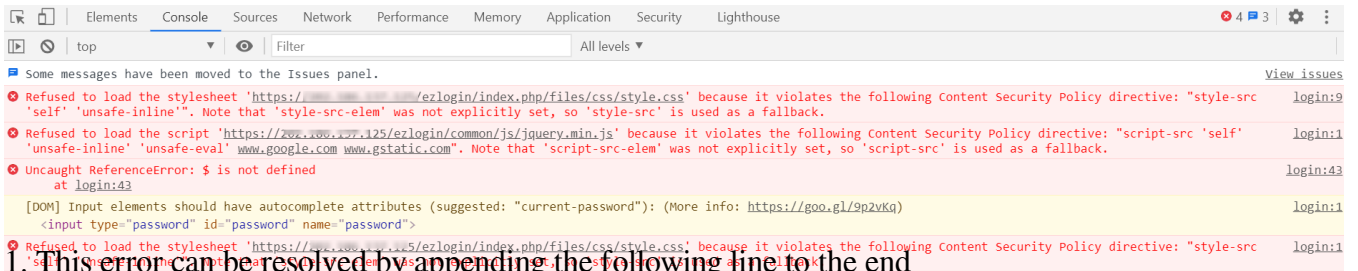 Elements Console Sources Network Performance Memory Application Security Lighthouse 4 3
top Filter All levels
Some messages have been moved to the Issues panel. View issues
Refused to load the stylesheet 'https:/ /ezlogin/index.php/files/css/style.css' because it violates the following Content Security Policy directive: "style-src login:9
'self' 'unsafe-inline'". Note that 'style-src-elem' was not explicitly set, so 'style-src' is used as a fallback.
Refused to load the script 'https:// .125/ezlogin/common/js/jquery.min.js' because it violates the following Content Security Policy directive: "script-src 'self' login:1
'unsafe-inline' 'unsafe-eval' www.google.com www.gstatic.com". Note that 'script-src-elem' was not explicitly set, so 'script-src' is used as a fallback.
Uncaught ReferenceError: $ is not defined login:43
at login:43
[DOM] Input elements should have autocomplete attributes (suggested: "current-password"): (More info: https://goo.gl/9p2vKq) login:1
<input type="password" id="password" name="password">
Refused to load the stylesheet 'https:/ 5/ezlogin/index.php/files/css/style.css' because it violates the following Content Security Policy directive: "style-src login:1
1. This error can be resolved by appending the following line to the end